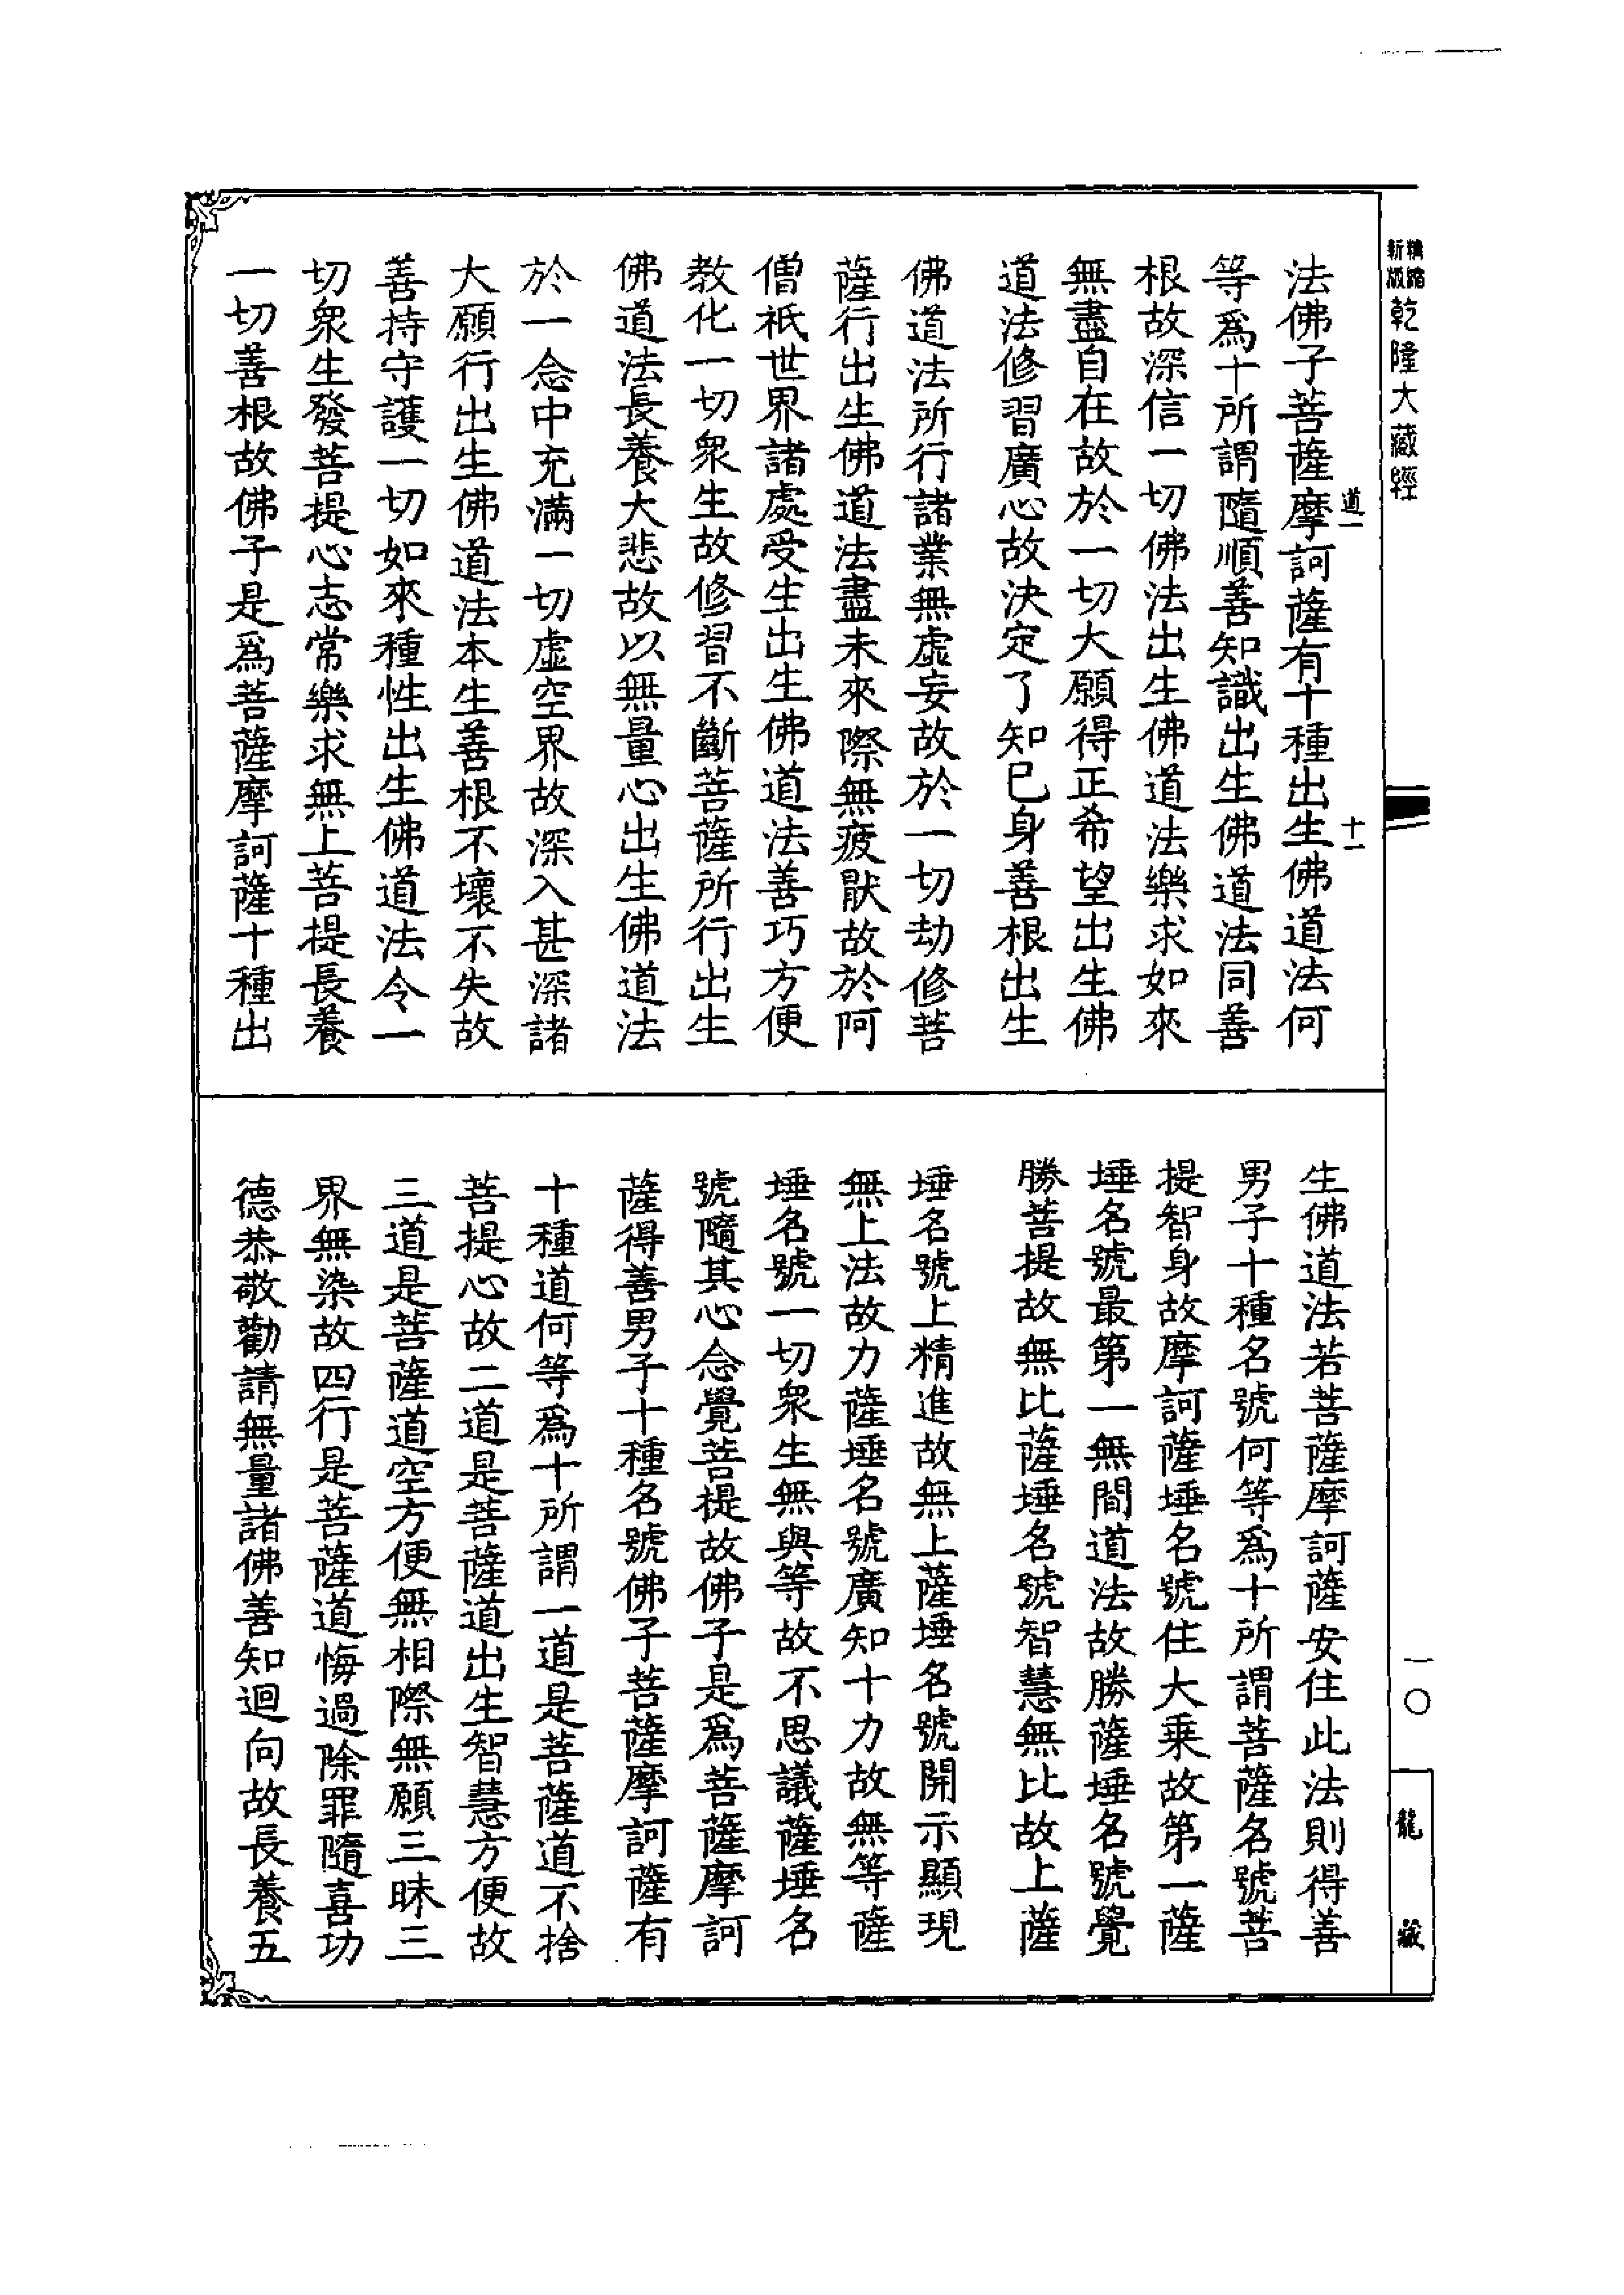 精縮
新版
乾隆大藏經
道一
十一
法佛子菩薩摩訶薩有十種出生佛道法何
等為十所謂隨順善知識出生佛道法同善
根故深信一切佛法出生佛道法樂求如來
無盡自在故於一切大願得正希望出生佛
道法修習廣心故決定了知巳身善根出生
佛道法所行諸業無虛妄故於一切劫修菩
薩行出生佛道法盡未來際無疲猒故於阿
僧祇世界諸處受生出生佛道法善巧方便
教化一切眾生故修習不斷菩薩所行出生
佛道法長養大悲故以無量心出生佛道法
於一念中充滿一切虛空界故深入甚深諸
大願行出生佛道法本生善根不壞不失故
善持守護一切如來種性出生佛道法令一
切眾生發菩提心志常樂求無上菩提長養
一切善根故佛子是為菩薩摩訶薩十種出
生佛道法若菩薩摩訶薩安住此法則得善
男子十種名號何等為十所謂菩薩名號菩
提智身故摩訶薩埵名號住大乘故第一薩
埵名號最第一無間道法故勝薩埵名號覺
勝菩提故無比薩埵名號智慧無比故上薩
埵名號上精進故無上薩埵名號開示顯現
無上法故力薩埵名號廣知十力故無等薩
埵名號一切眾生無與等故不思議薩埵名
號隨其心念覺菩提故佛子是為菩薩摩訶
薩得善男子十種名號佛子菩薩摩訶薩有
十種道何等為十所謂一道是菩薩道不捨
菩提心故二道是菩薩道出生智慧方便故
三道是菩薩道空方便無相際無願三昧三
界無染故四行是菩薩道悔過除罪隨喜功
德恭敬勸請無量諸佛善知迴向故長養五
一〇
龍藏